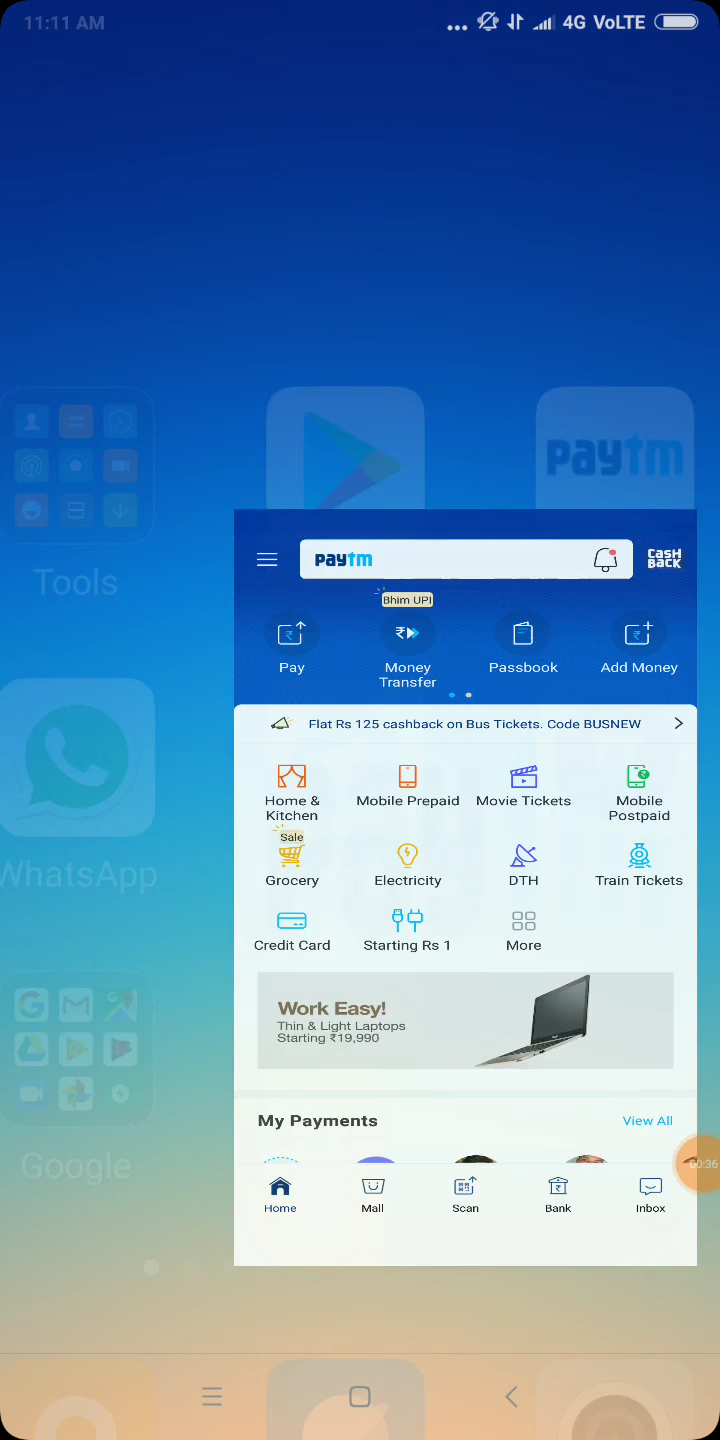 11:11 AM
... 4G VoLTE
paytm
Tools
paytm
CASH
BACK
Bhim UPI
Pay
Money
Transfer
Passbook
Add Money
Flat Rs 125 cashback on Bus Tickets. Code BUSNEW
Home &
Kitchen
Mobile Prepaid
Movie Tickets
Mobile
Postpaid
Sale
Grocery
Electricity
DTH
Train Tickets
WhatsApp
Credit Card
Starting Rs 1
More
Work Easy!
Thin & Light Laptops
Starting ₹19,990
My Payments
View All
Google
00:36
Home
Mall
Scan
Bank
Inbox